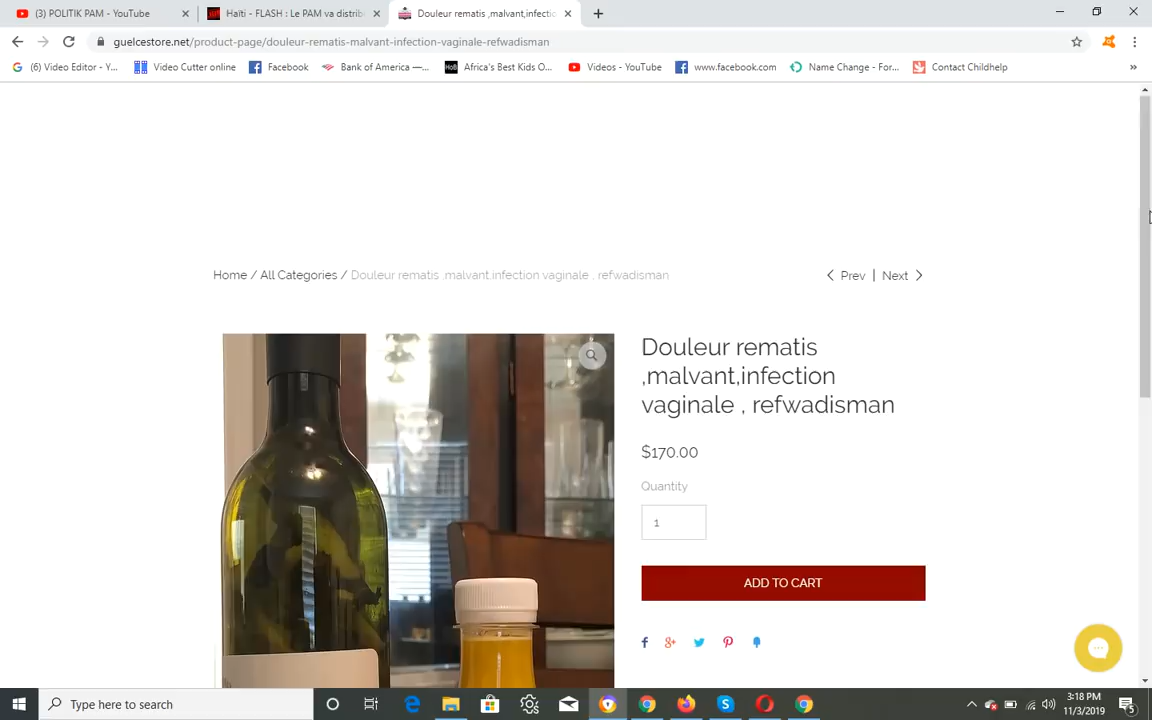 (3) POLITIK PAM - YouTube
Haïti - FLASH : Le PAM va distrib
Douleur rematis ,malvant,infectio
guelcestore.net/product-page/douleur-rematis-malvant-infection-vaginale-refwadisman
(6) Video Editor - Y...
Video Cutter online
Facebook
Bank of America —...
Africa's Best Kids O...
Videos - YouTube
www.facebook.com
Name Change - For...
Contact Childhelp
»
Home / All Categories / Douleur rematis ,malvant,infection vaginale , refwadisman
Prev | Next
Douleur rematis
,malvant,infection
vaginale , refwadisman
$170.00
Quantity
1
ADD TO CART
Type here to search
3:18 PM
11/3/2019
5